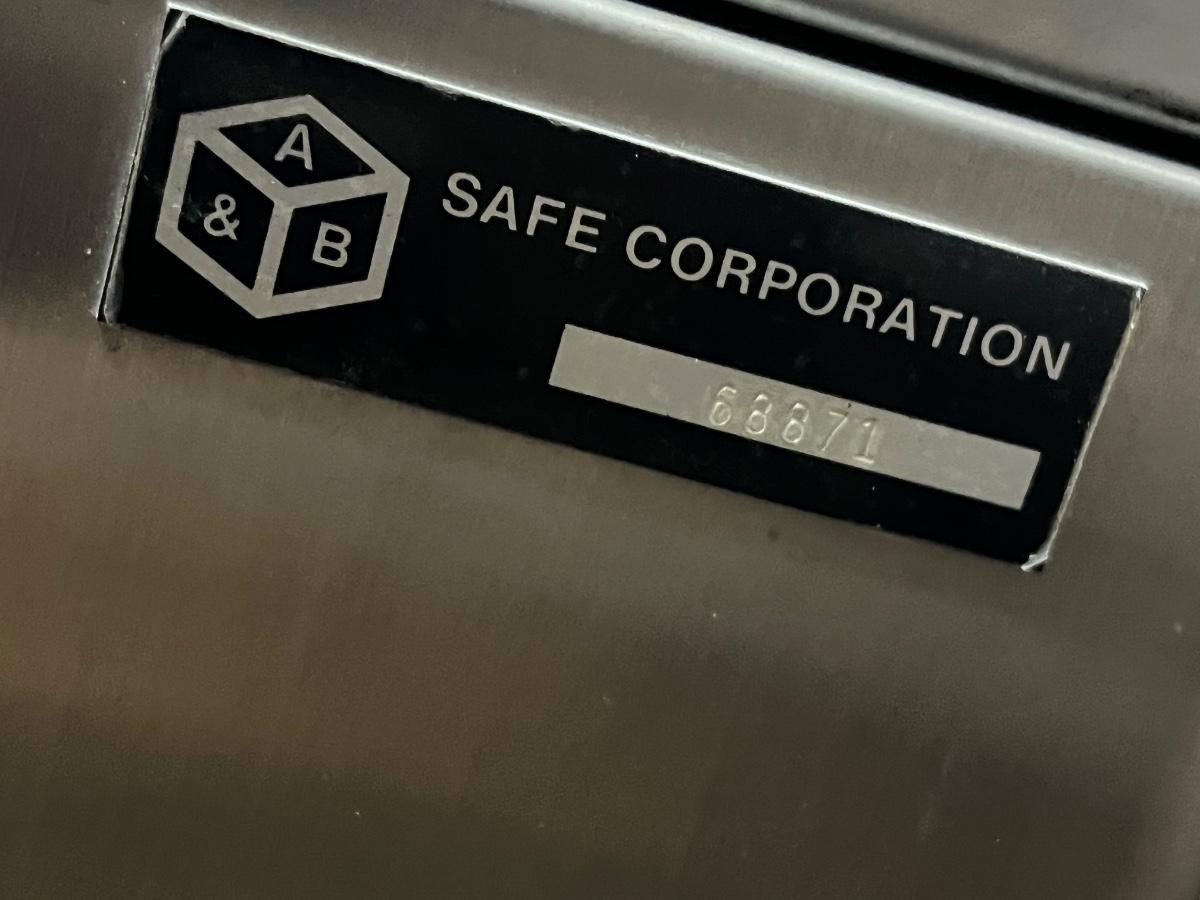 A
& B
SAFE CORPORATION
68871